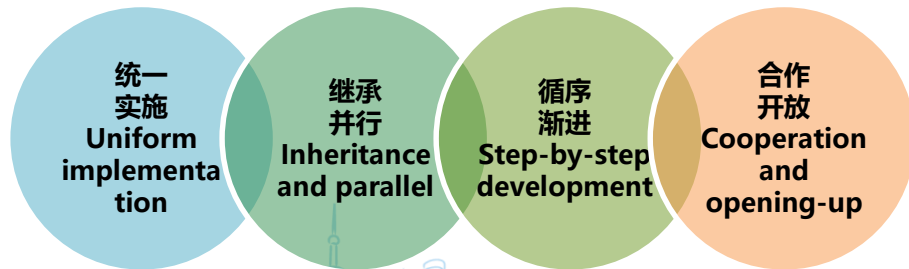 统一
实施
Uniform
implementa
tion
继承
并行
Inheritance
and parallel
循序
渐进
Step-by-step
development
合作
开放
Cooperation
and
opening-up